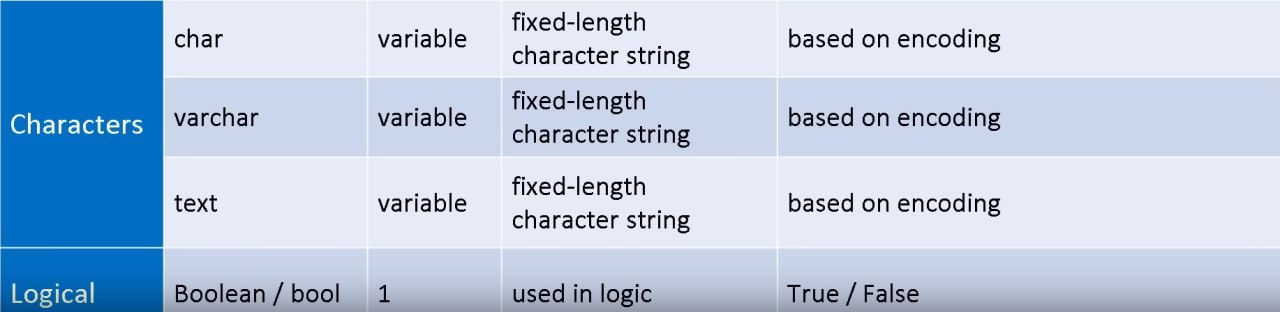 Characters
char
variable
fixed-length
character string
based on encoding
varchar
variable
fixed-length
character string
based on encoding
text
variable
fixed-length
character string
based on encoding
Logical
Boolean / bool
1
used in logic
True / False